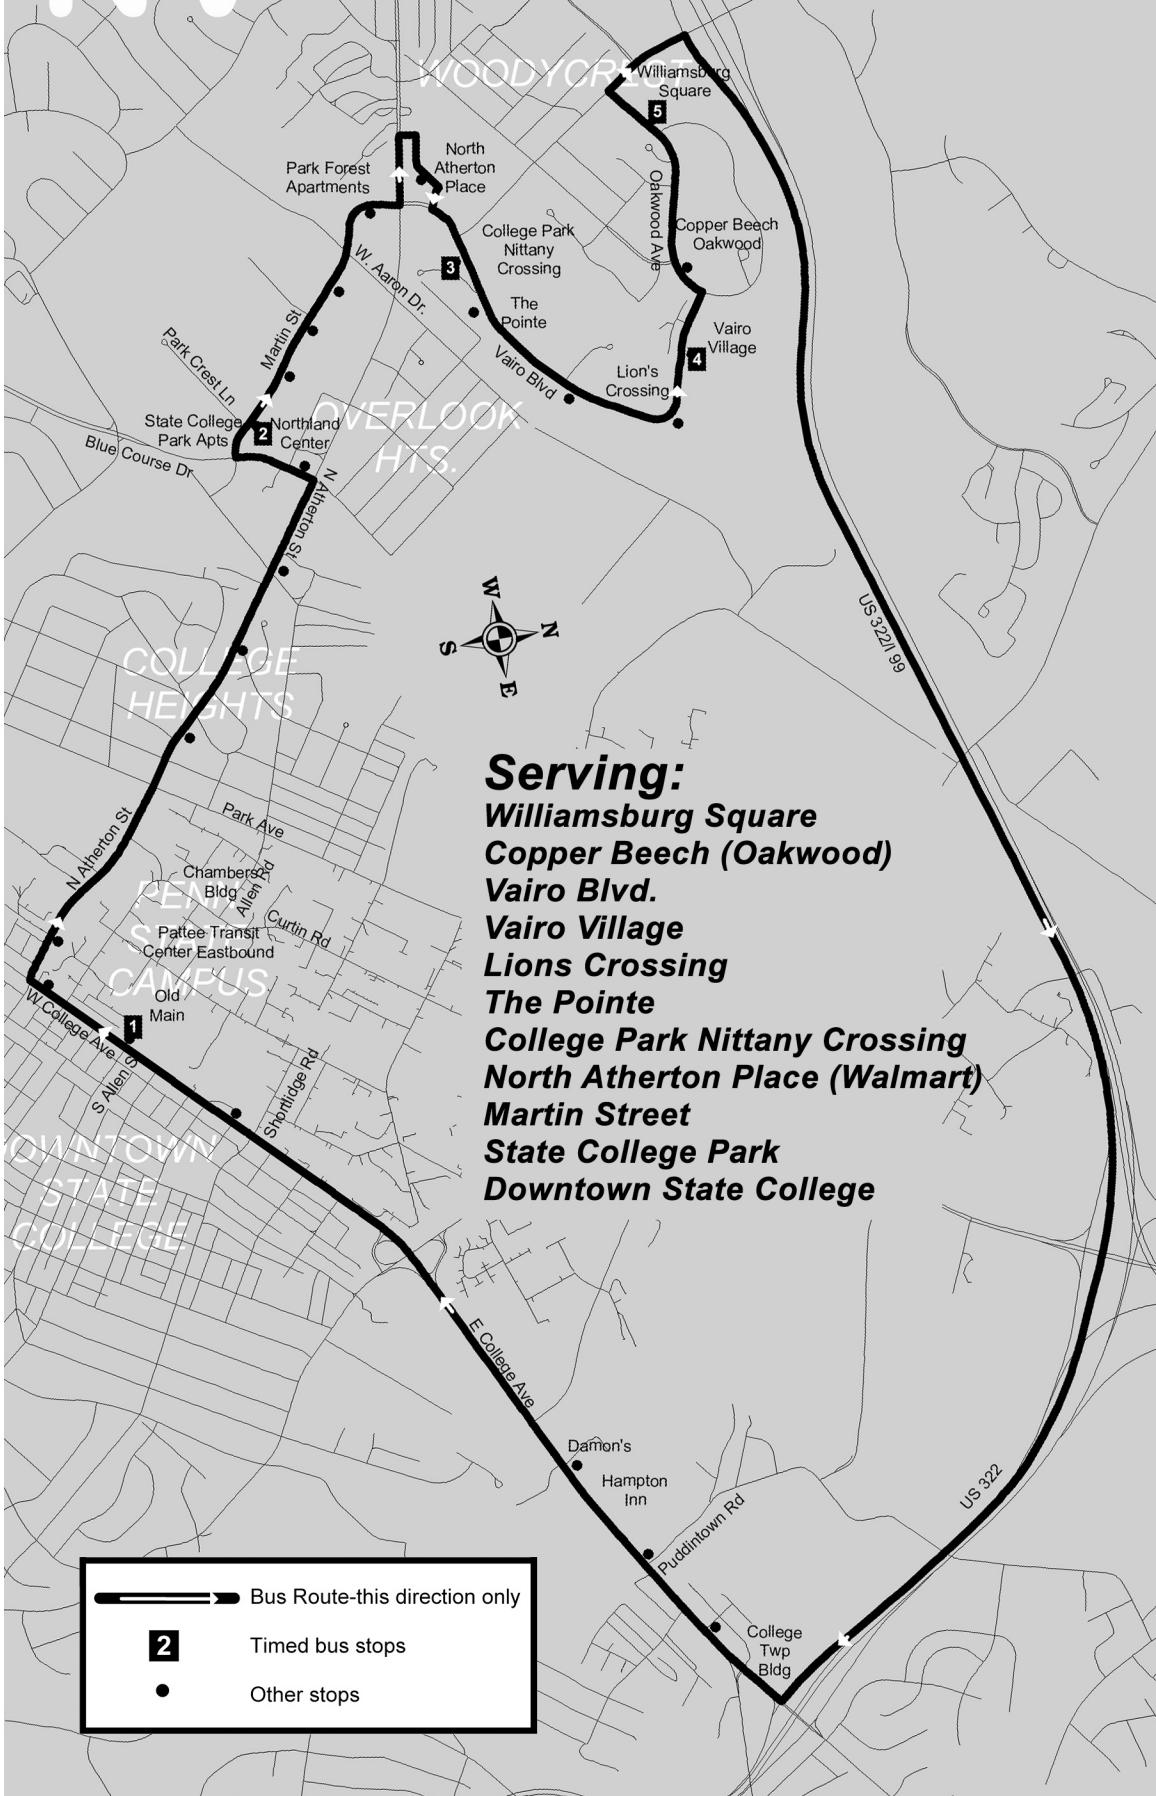 WOODYCREST
Williamsburg
Square
5
North
Atherton
Place
Park Forest
Apartments
Oakwood Ave
Copper Beech
Oakwood
College Park
Nittany
Crossing
3
W. Aaron Dr.
The
Pointe
Martin St
Vairo
Village
4
Vairo Blvd
Lion's
Crossing
Park Crest Ln
OVERLOOK
HTS.
State College
Park Apts
2
Northland
Center
Blue Course Dr
N Atherton St
W
N
S
E
US 322/I 99
COLLEGE
HEIGHTS
Serving:
Williamsburg Square
Copper Beech (Oakwood)
Vairo Blvd.
Vairo Village
Lions Crossing
The Pointe
College Park Nittany Crossing
North Atherton Place (Walmart)
Martin Street
State College Park
Downtown State College
Park Ave
N Atherton St
Chambers
Bldg
Allen Rd
PENN
STATE
CAMPUS
Curtin Rd
Pattee Transit
Center Eastbound
Old
Main
1
W College Ave
S Allen S
Shortlidge Rd
OWNTOWN
STATE
COLLEGE
E College Ave
Damon's
Hampton
Inn
US 322
Puddintown Rd
College
Twp
Bldg
Bus Route-this direction only
2
Timed bus stops
Other stops